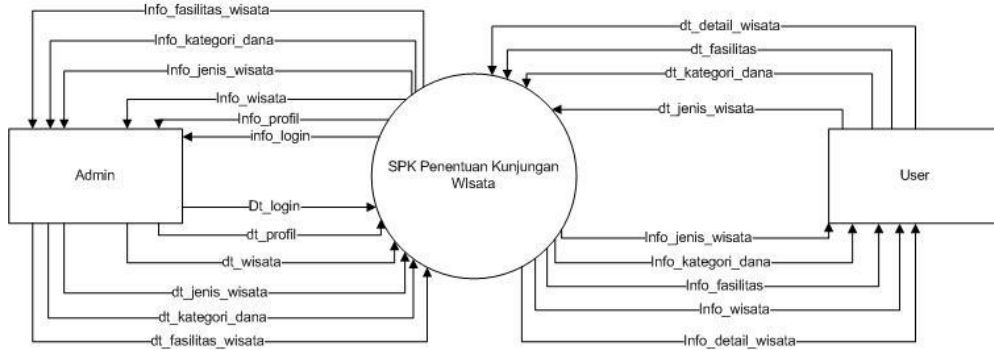 Info_fasilitas_wisata
Info_kategori_dana
Info_jenis_wisata
Info_wisata
Info_profil
info_login
Admin
Dt_login
dt_profil
dt_wisata
dt_jenis_wisata
dt_kategori_dana
dt_fasilitas_wisata
SPK Penentuan Kunjungan
WIsata
dt_detail_wisata
dt_fasilitas
dt_kategori_dana
dt_jenis_wisata
User
Info_jenis_wisata
Info_kategori_dana
Info_fasilitas
Info_wisata
Info_detail_wisata